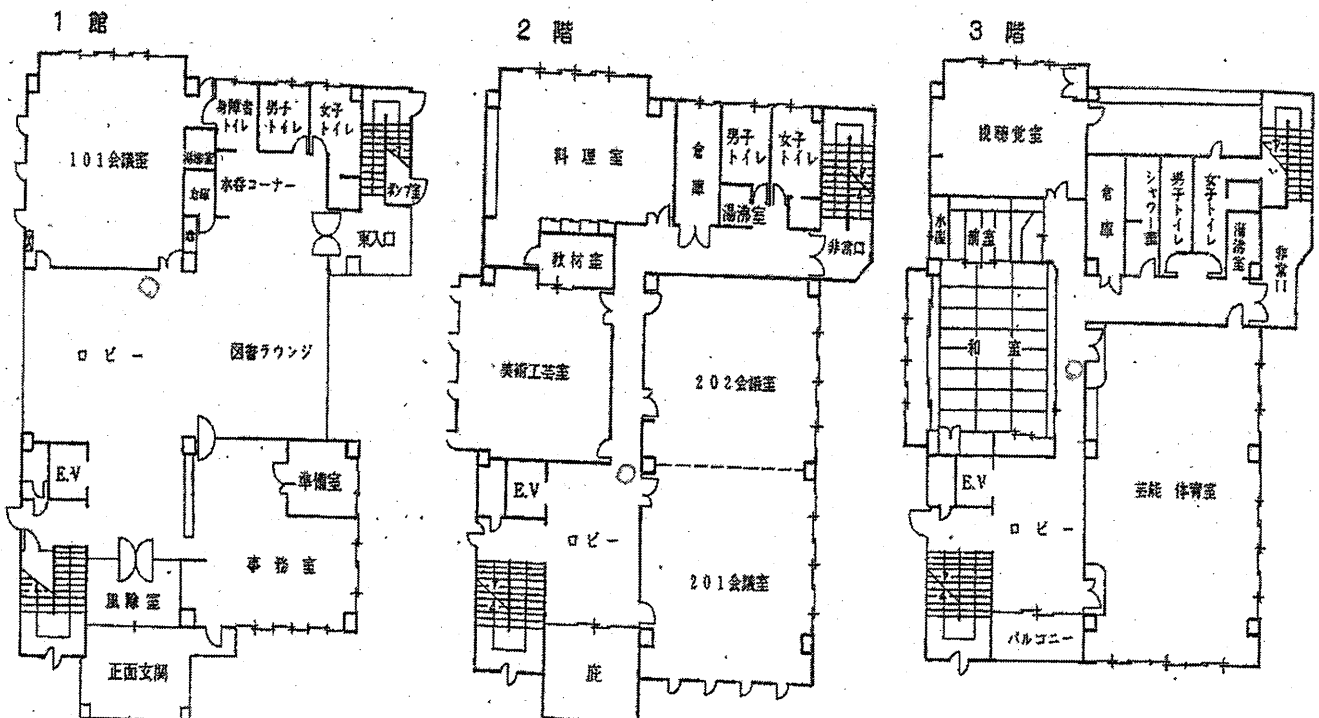 1 館
101会議室
身障者
トイレ
男子
トイレ
女子
トイレ
湯沸室
倉庫
水呑コーナー
ポンプ室
東入口
ロビー
図書ラウンジ
E.V
準備室
事務室
風除室
正面玄関
2 階
料理室
倉庫
男子
トイレ
女子
トイレ
湯沸室
非常口
教材室
美術工芸室
202会議室
E.V
ロビー
201会議室
庇
3 階
視聴覚室
倉庫
シャワー室
男子トイレ
女子トイレ
湯沸室
非常口
水屋
前室
和室
E.V
ロビー
芸能 体育室
バルコニー